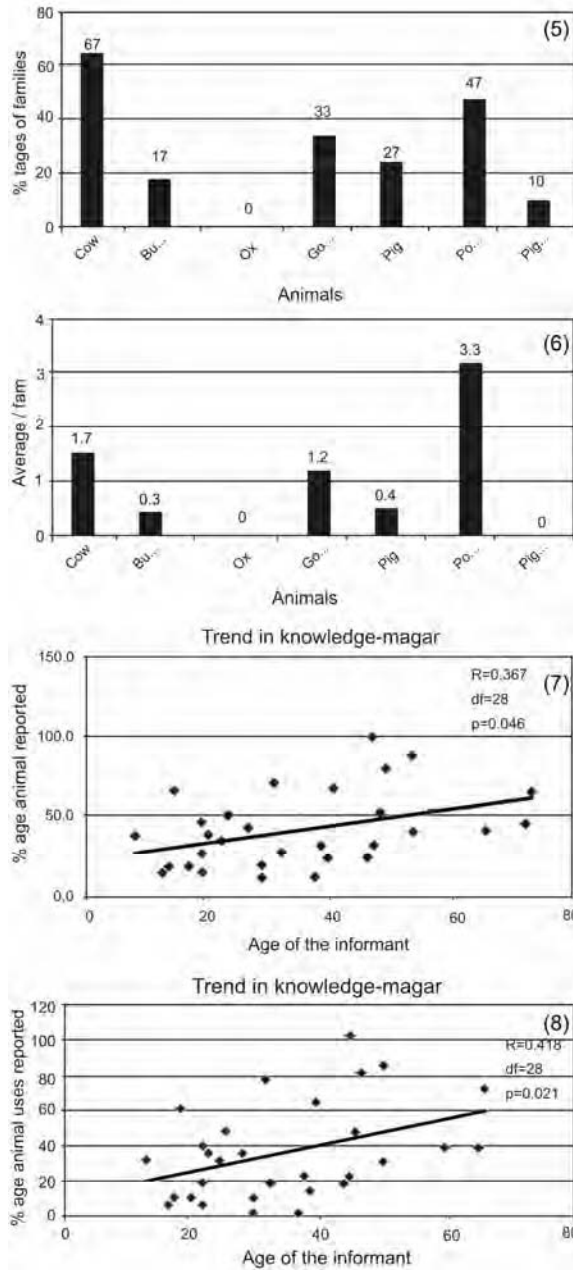 (5)
% tages of families
80
60
40
20
0
67
17
0
33
27
47
10
Cow
Bu...
Ox
Go...
Pig
Po...
Pig...
Animals
(6)
Average / fam
4
3
2
1
0
1.7
0.3
0
1.2
0.4
3.3
0
Cow
Bu...
Ox
Go...
Pig
Po...
Pig...
Animals
Trend in knowledge-magar
(7)
R=0.367
df=28
p=0.046
% age animal reported
150.0
100.0
50.0
0.0
0 20 40 60 80
Age of the informant
Trend in knowledge-magar
(8)
R=0.418
df=28
p=0.021
% age animal uses reported
120
100
80
60
40
20
0
0 20 40 60 80
Age of the informant